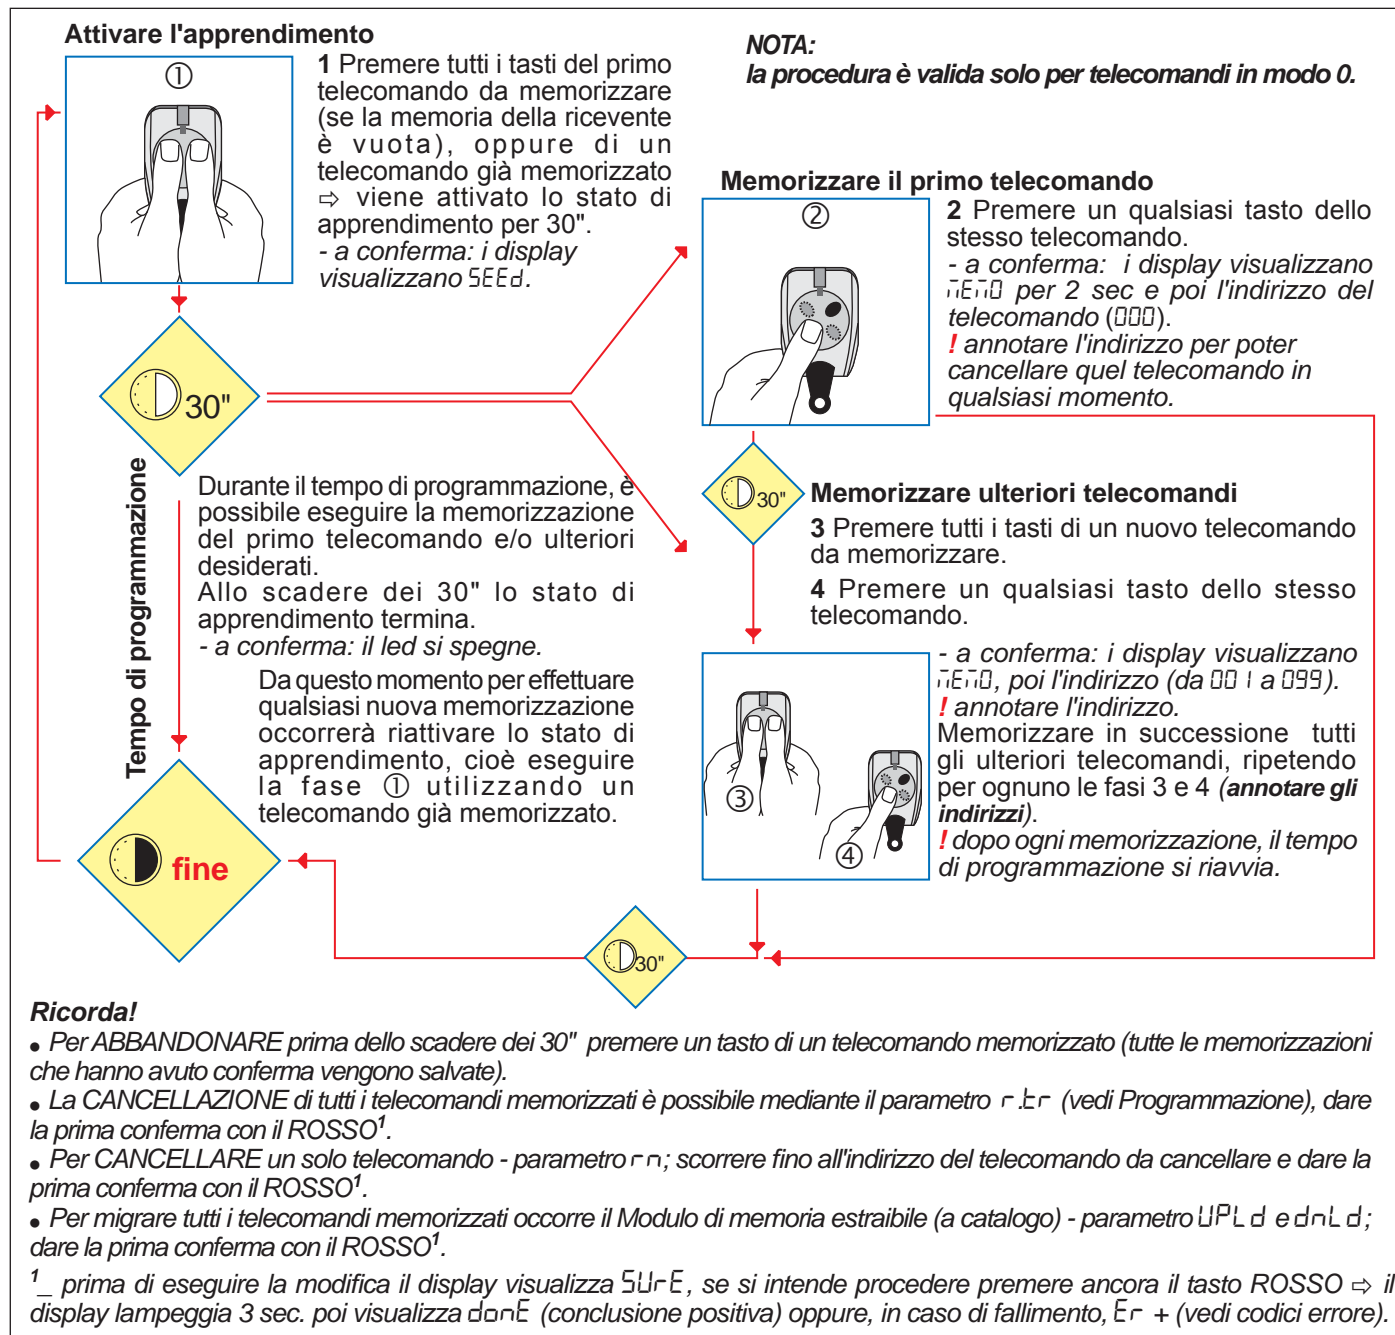 Attivare l'apprendimento
①
1 Premere tutti i tasti del primo
telecomando da memorizzare
(se la memoria della ricevente
è vuota), oppure di un
telecomando già memorizzato
⇨ viene attivato lo stato di
apprendimento per 30".
- a conferma: i display
visualizzano SEEd.
NOTA:
la procedura è valida solo per telecomandi in modo 0.
Memorizzare il primo telecomando
②
2 Premere un qualsiasi tasto dello
stesso telecomando.
- a conferma: i display visualizzano
MEMO per 2 sec e poi l'indirizzo del
telecomando (000).
! annotare l'indirizzo per poter
cancellare quel telecomando in
qualsiasi momento.
30"
Tempo di programmazione
Durante il tempo di programmazione, è
possibile eseguire la memorizzazione
del primo telecomando e/o ulteriori
desiderati.
Allo scadere dei 30" lo stato di
apprendimento termina.
- a conferma: il led si spegne.
Da questo momento per effettuare
qualsiasi nuova memorizzazione
occorrerà riattivare lo stato di
apprendimento, cioè eseguire
la fase ① utilizzando un
telecomando già memorizzato.
fine
30"
Memorizzare ulteriori telecomandi
3 Premere tutti i tasti di un nuovo telecomando
da memorizzare.
4 Premere un qualsiasi tasto dello stesso
telecomando.
③
④
- a conferma: i display visualizzano
MEMO, poi l'indirizzo (da 001 a 099).
! annotare l'indirizzo.
Memorizzare in successione tutti
gli ulteriori telecomandi, ripetendo
per ognuno le fasi 3 e 4 (annotare gli
indirizzi).
! dopo ogni memorizzazione, il tempo
di programmazione si riavvia.
30"
Ricorda!
● Per ABBANDONARE prima dello scadere dei 30" premere un tasto di un telecomando memorizzato (tutte le memorizzazioni
che hanno avuto conferma vengono salvate).
● La CANCELLAZIONE di tutti i telecomandi memorizzati è possibile mediante il parametro r.tr (vedi Programmazione), dare
la prima conferma con il ROSSO¹.
● Per CANCELLARE un solo telecomando - parametro rn; scorrere fino all'indirizzo del telecomando da cancellare e dare la
prima conferma con il ROSSO¹.
● Per migrare tutti i telecomandi memorizzati occorre il Modulo di memoria estraibile (a catalogo) - parametro UPLd e dnLd;
dare la prima conferma con il ROSSO¹.
¹_ prima di eseguire la modifica il display visualizza SUrE, se si intende procedere premere ancora il tasto ROSSO ⇨ il
display lampeggia 3 sec. poi visualizza donE (conclusione positiva) oppure, in caso di fallimento, Er + (vedi codici errore).